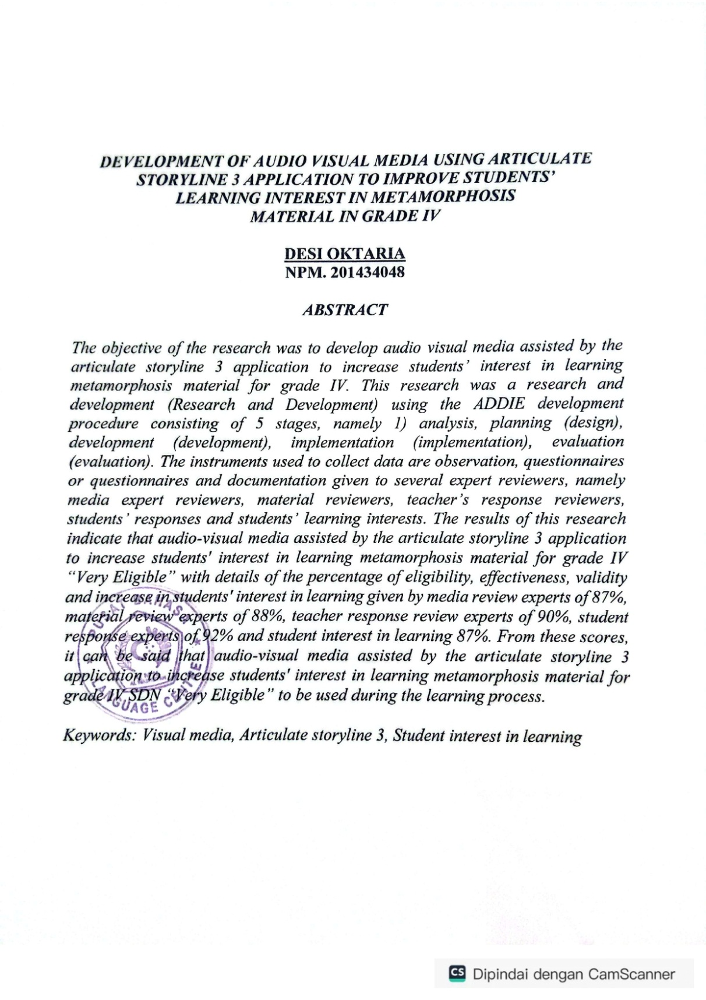 DEVELOPMENT OF AUDIO VISUAL MEDIA USING ARTICULATE
STORYLINE 3 APPLICATION TO IMPROVE STUDENTS’
LEARNING INTEREST IN METAMORPHOSIS
MATERIAL IN GRADE IV
DESI OKTARIA
NPM. 201434048
ABSTRACT
The objective of the research was to develop audio visual media assisted by the
articulate storyline 3 application to increase students’ interest in learning
metamorphosis material for grade IV. This research was a research and
development (Research and Development) using the ADDIE development
procedure consisting of 5 stages, namely 1) analysis, planning (design),
development (development), implementation (implementation), evaluation
(evaluation). The instruments used to collect data are observation, questionnaires
or questionnaires and documentation given to several expert reviewers, namely
media expert reviewers, material reviewers, teacher’s response reviewers,
students’ responses and students’ learning interests. The results of this research
indicate that audio-visual media assisted by the articulate storyline 3 application
to increase students' interest in learning metamorphosis material for grade IV
“Very Eligible” with details of the percentage of eligibility, effectiveness, validity
and increase in students' interest in learning given by media review experts of 87%,
material review experts of 88%, teacher response review experts of 90%, student
response experts of 92% and student interest in learning 87%. From these scores,
it can be said that audio-visual media assisted by the articulate storyline 3
application to increase students' interest in learning metamorphosis material for
grade IV SDN “Very Eligible” to be used during the learning process.
Keywords: Visual media, Articulate storyline 3, Student interest in learning
PUSAT BAHASA
LANGUAGE CENTRE
CS Dipindai dengan CamScanner